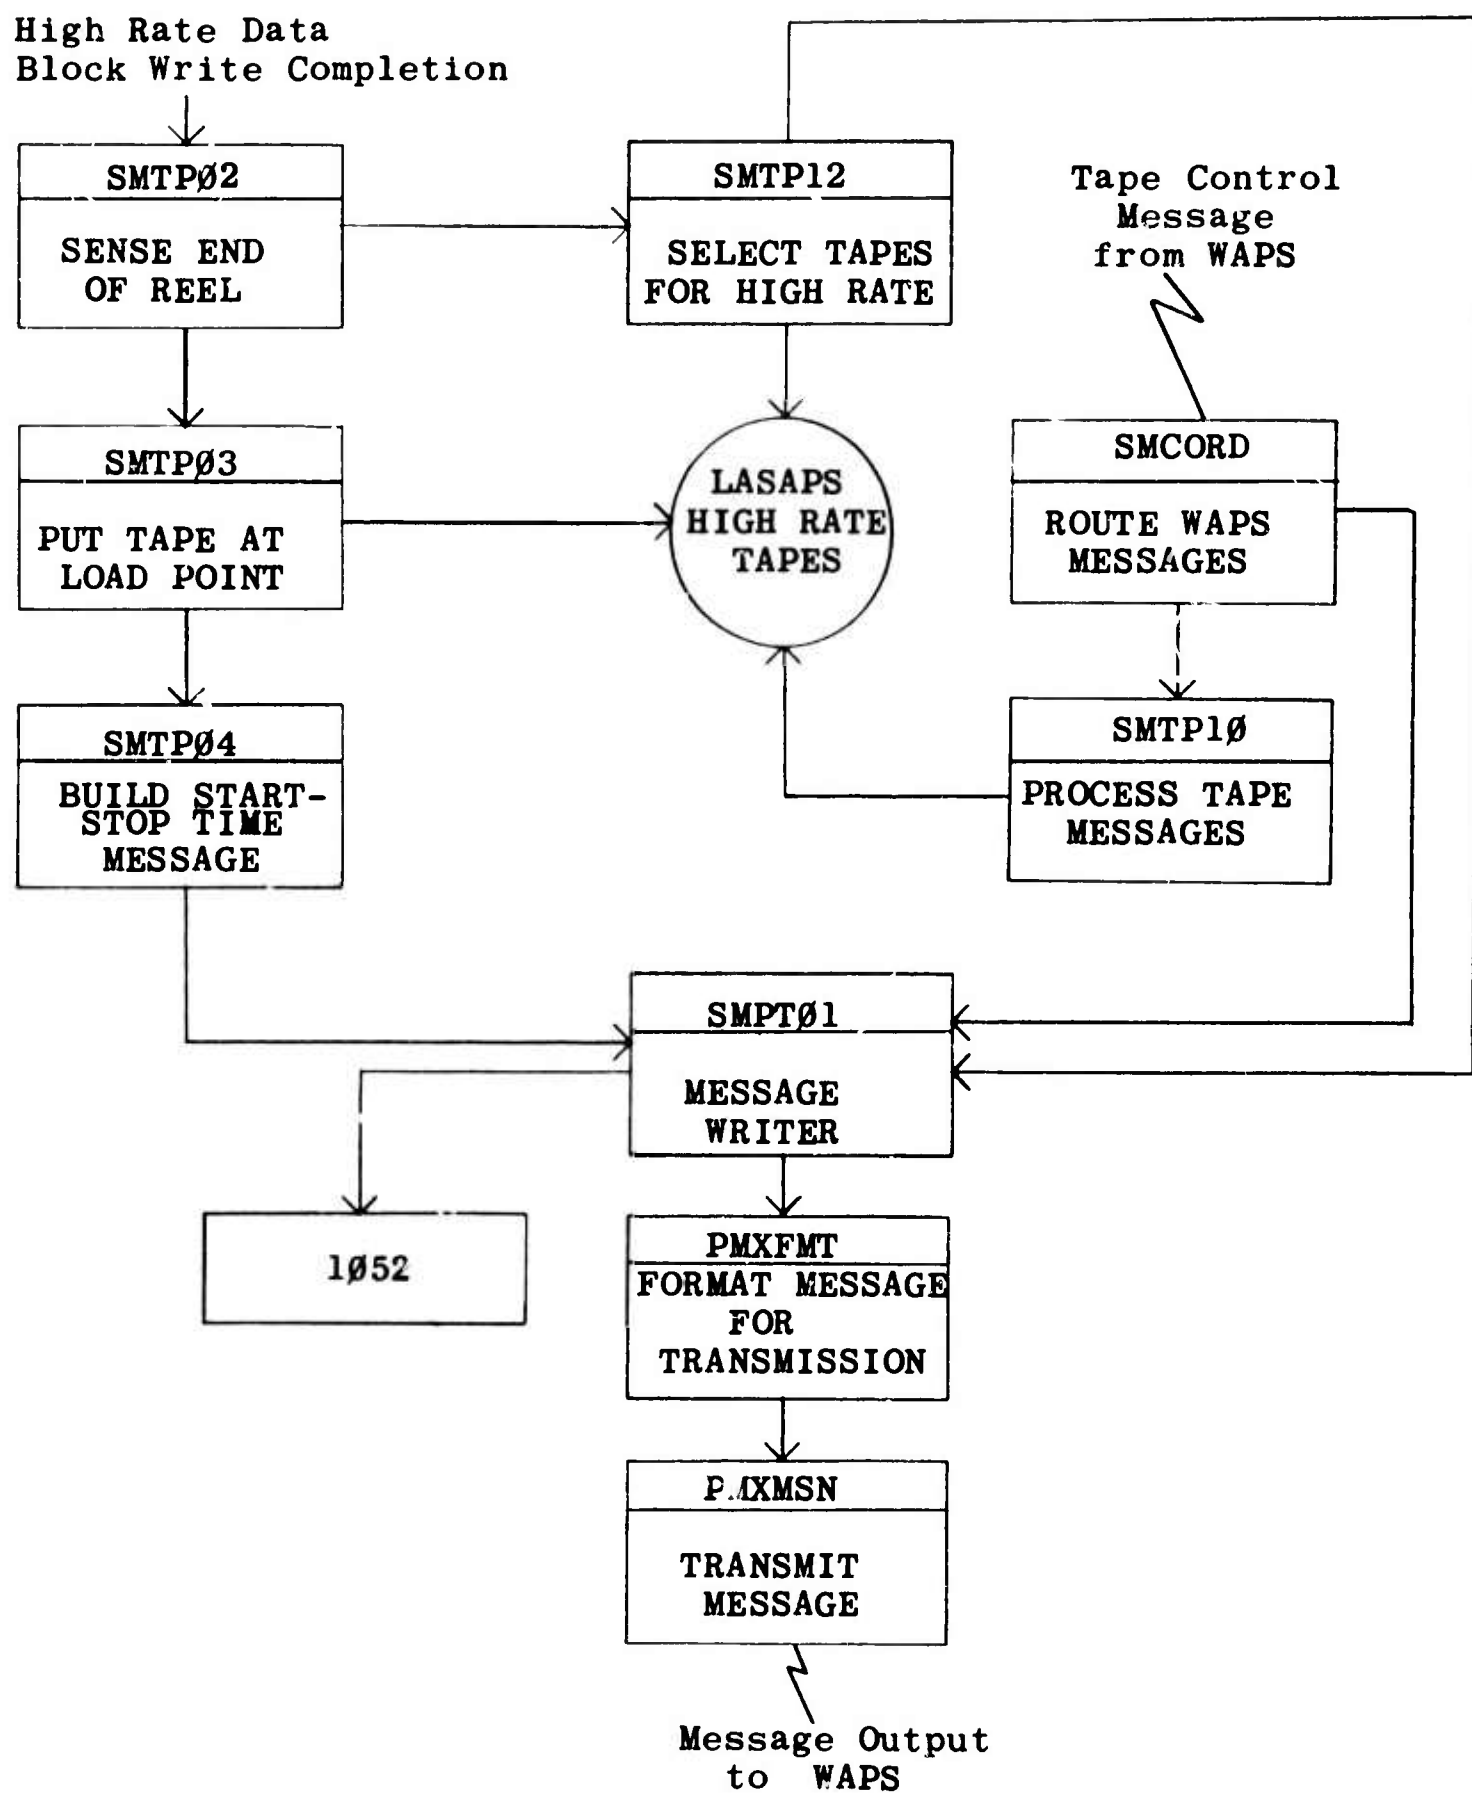 High Rate Data
Block Write Completion
SMTPØ2
SENSE END
OF REEL
SMTP12
SELECT TAPES
FOR HIGH RATE
Tape Control
Message
from WAPS
SMTPØ3
PUT TAPE AT
LOAD POINT
LASAPS
HIGH RATE
TAPES
SMCORD
ROUTE WAPS
MESSAGES
SMTPØ4
BUILD START-
STOP TIME
MESSAGE
SMTP1Ø
PROCESS TAPE
MESSAGES
SMPTØ1
MESSAGE
WRITER
1Ø52
PMXFMT
FORMAT MESSAGE
FOR
TRANSMISSION
PMXMSN
TRANSMIT
MESSAGE
Message Output
to WAPS